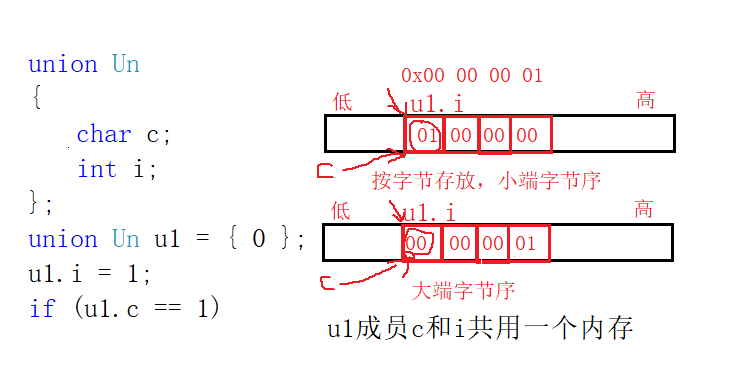 union Un
{
char c;
int i;
};
union Un u1 = { 0 };
u1.i = 1;
if (u1.c == 1)
0x00 00 00 01
低 u1.i 高
01 00 00 00
c
按字节存放，小端字节序
低 u1.i 高
00 00 00 01
c
大端字节序
u1成员c和i共用一个内存